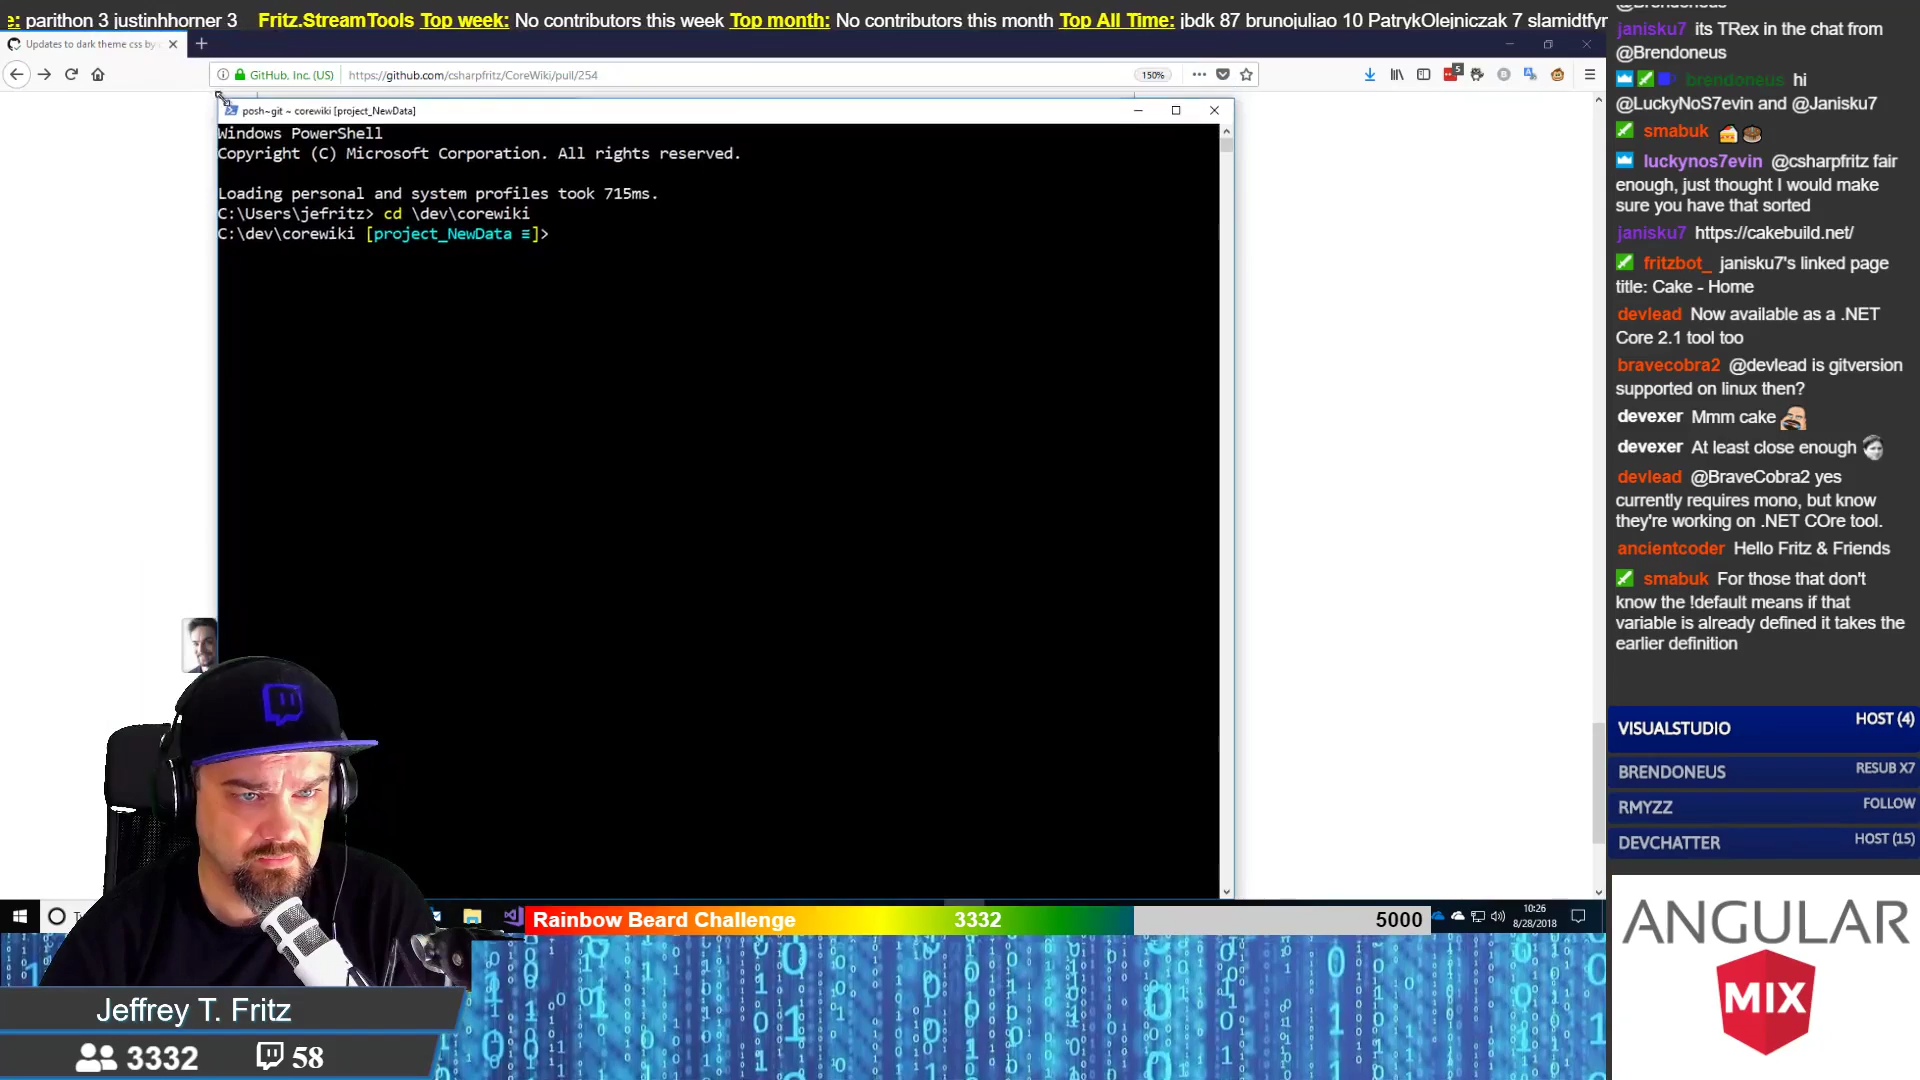 e: parithon 3 justinhhorner 3 Fritz.StreamTools Top week: No contributors this week Top month: No contributors this month Top All Time: jbdk 87 brunojuliao 10 PatrykOlejniczak 7
Updates to dark theme css by
GitHub, Inc. (US) https://github.com/csharpfritz/CoreWiki/pull/254 150% 5
posh~git ~ corewiki [project_NewData]
Windows PowerShell
Copyright (C) Microsoft Corporation. All rights reserved.
Loading personal and system profiles took 715ms.
C:\Users\jefritz> cd \dev\corewiki
C:\dev\corewiki [project_NewData ≡]>
janisku7 its TRex in the chat from
@Brendoneus
brendoneus hi
@LuckyNoS7evin and @Janisku7
smabuk
luckynos7evin @csharpfritz fair
enough, just thought I would make
sure you have that sorted
janisku7 https://cakebuild.net/
fritzbot_ janisku7's linked page
title: Cake - Home
devlead Now available as a .NET
Core 2.1 tool too
bravecobra2 @devlead is gitversion
supported on linux then?
devexer Mmm cake
devexer At least close enough
devlead @BraveCobra2 yes
currently requires mono, but know
they're working on .NET COre tool.
ancientcoder Hello Fritz & Friends
smabuk For those that don't
know the !default means if that
variable is already defined it takes the
earlier definition
VISUALSTUDIO HOST (4)
BRENDONEUS RESUB X7
RMYZZ FOLLOW
DEVCHATTER HOST (15)
Rainbow Beard Challenge 3332 5000
10:26
8/28/2018
Jeffrey T. Fritz
3332 58
ANGULAR
MIX